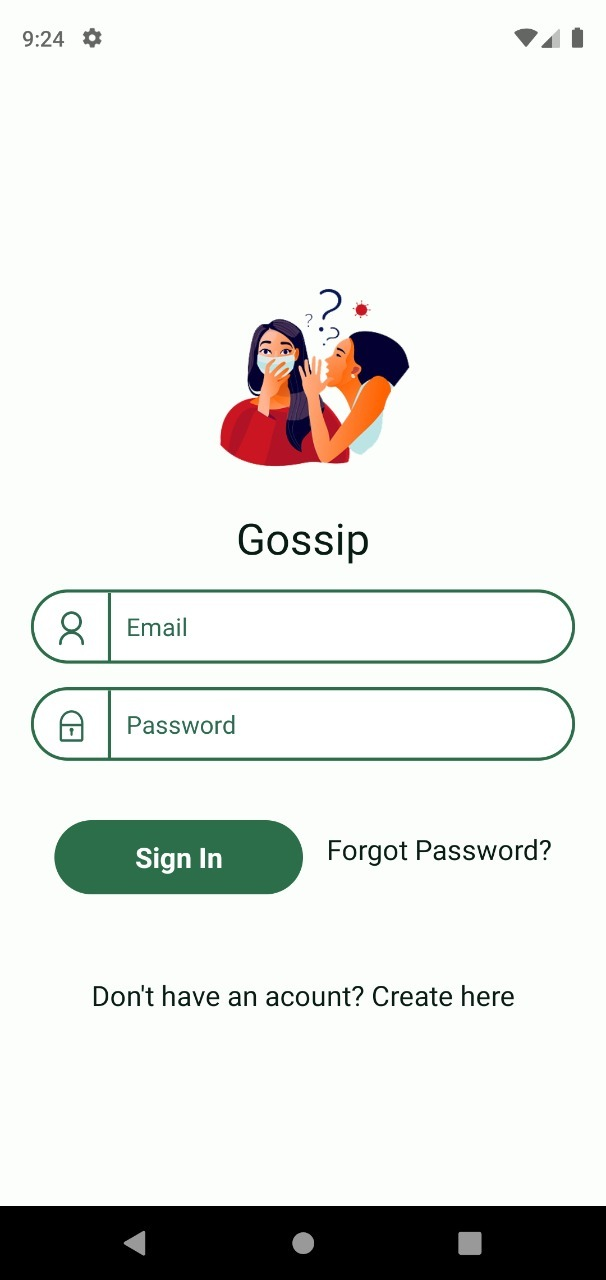 9:24
? ? ?
Gossip
Email
Password
Sign In
Forgot Password?
Don't have an acount? Create here